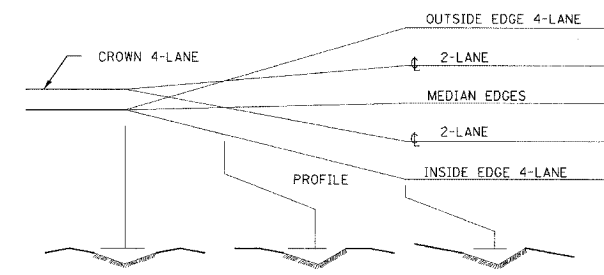 OUTSIDE EDGE 4-LANE
CROWN 4-LANE
℄ 2-LANE
MEDIAN EDGES
℄ 2-LANE
INSIDE EDGE 4-LANE
PROFILE